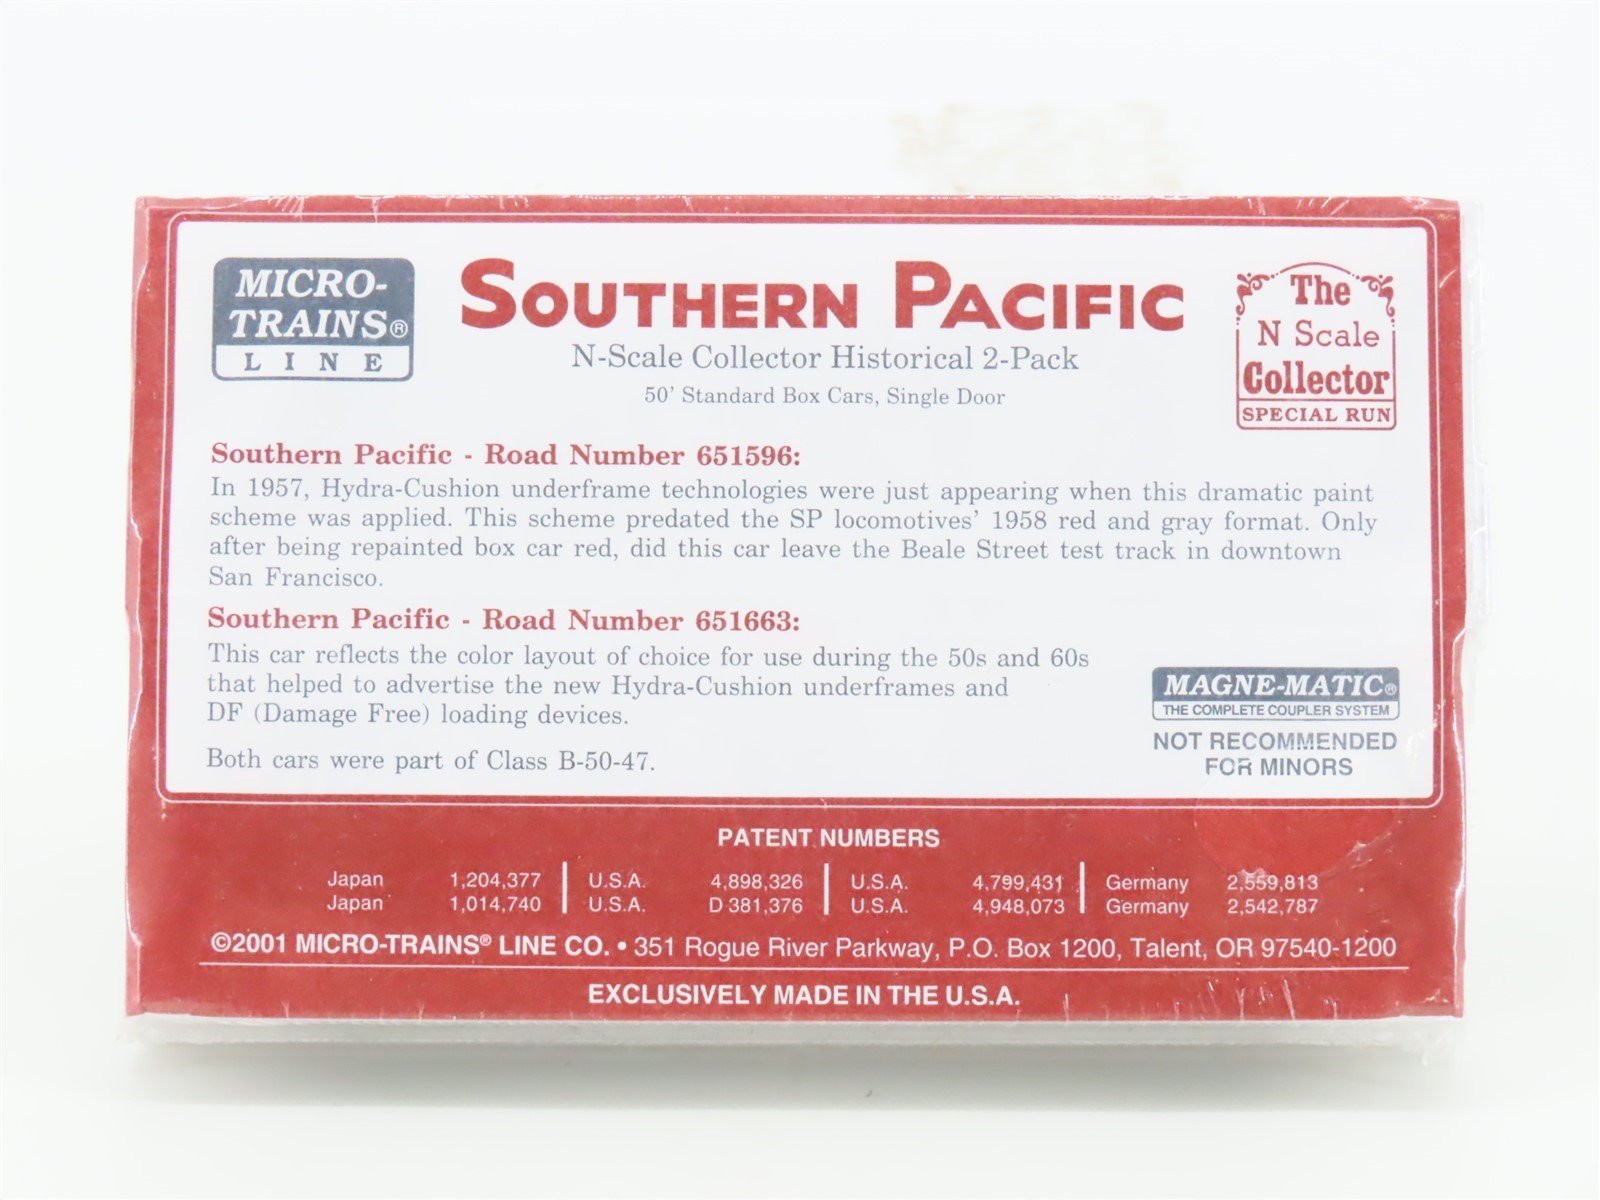 MICRO-
TRAINS®
LINE
SOUTHERN PACIFIC
N-Scale Collector Historical 2-Pack
50' Standard Box Cars, Single Door
The
N Scale
Collector
SPECIAL RUN
Southern Pacific - Road Number 651596:
In 1957, Hydra-Cushion underframe technologies were just appearing when this dramatic paint
scheme was applied. This scheme predated the SP locomotives' 1958 red and gray format. Only
after being repainted box car red, did this car leave the Beale Street test track in downtown
San Francisco.
Southern Pacific - Road Number 651663:
This car reflects the color layout of choice for use during the 50s and 60s
that helped to advertise the new Hydra-Cushion underframes and
DF (Damage Free) loading devices.
Both cars were part of Class B-50-47.
MAGNE-MATIC®
THE COMPLETE COUPLER SYSTEM
NOT RECOMMENDED
FOR MINORS
PATENT NUMBERS
Japan 1,204,377 U.S.A. 4,898,326 U.S.A. 4,799,431 Germany 2,559,813
Japan 1,014,740 U.S.A. D 381,376 U.S.A. 4,948,073 Germany 2,542,787
©2001 MICRO-TRAINS® LINE CO. • 351 Rogue River Parkway, P.O. Box 1200, Talent, OR 97540-1200
EXCLUSIVELY MADE IN THE U.S.A.